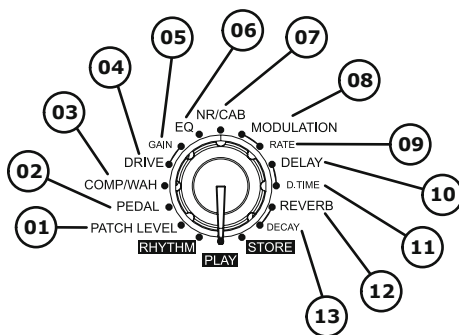 05
06
07
04
08
03
NR/CAB
EQ
MODULATION
GAIN
RATE
09
DRIVE
DELAY
02
COMP/WAH
D.TIME
10
PEDAL
REVERB
01
PATCH LEVEL
DECAY
11
RHYTHM
STORE
PLAY
12
13